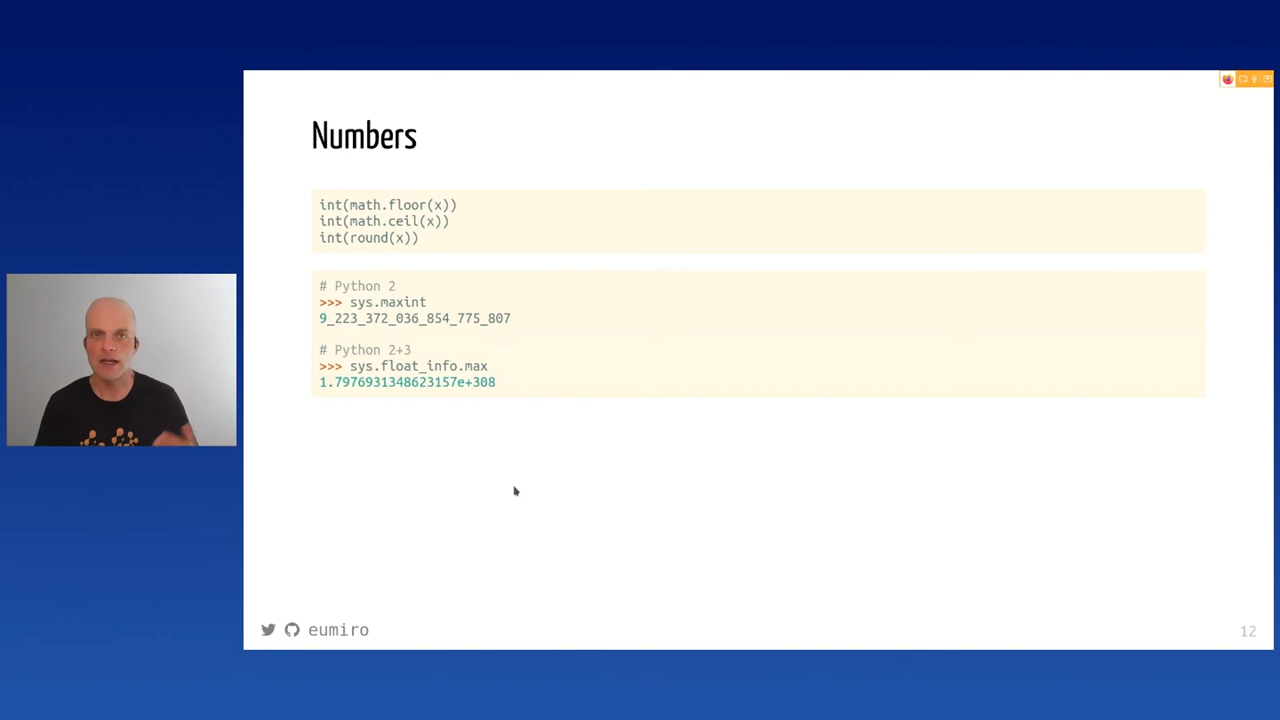 Numbers
int(math.floor(x))
int(math.ceil(x))
int(round(x))
# Python 2
>>> sys.maxint
9_223_372_036_854_775_807
# Python 2+3
>>> sys.float_info.max
1.7976931348623157e+308
eumiro
12